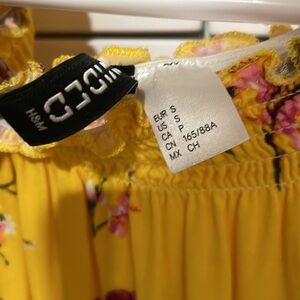 H&M
EUR S
US S
CA P
CN 165/88A
MX CH